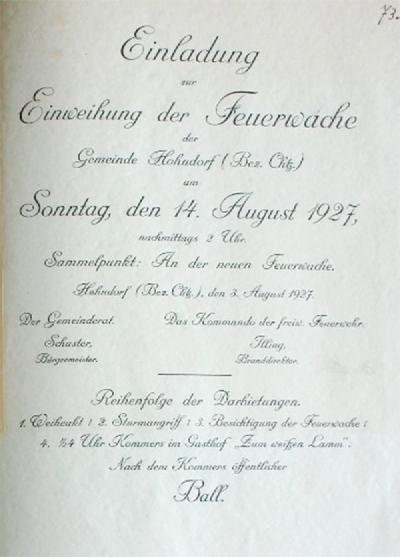 73.
Einladung
zur
Einweihung der Feuerwache
der
Gemeinde Hohndorf (Bez. Chtz.)
am
Sonntag, den 14. August 1927,
nachmittags 2 Uhr.
Sammelpunkt: An der neuen Feuerwache.
Hohndorf (Bez. Chtz.), den 3. August 1927.
Der Gemeinderat.
Schuster,
Bürgermeister.
Das Kommando der freiw. Feuerwehr.
Illing,
Branddirektor.
Reihenfolge der Darbietungen.
1. Weiheakt : 2. Sturmangriff : 3. Besichtigung der Feuerwache :
4. ½4 Uhr Kommers im Gasthof "Zum weißen Lamm".
Nach dem Kommers öffentlicher
Ball.